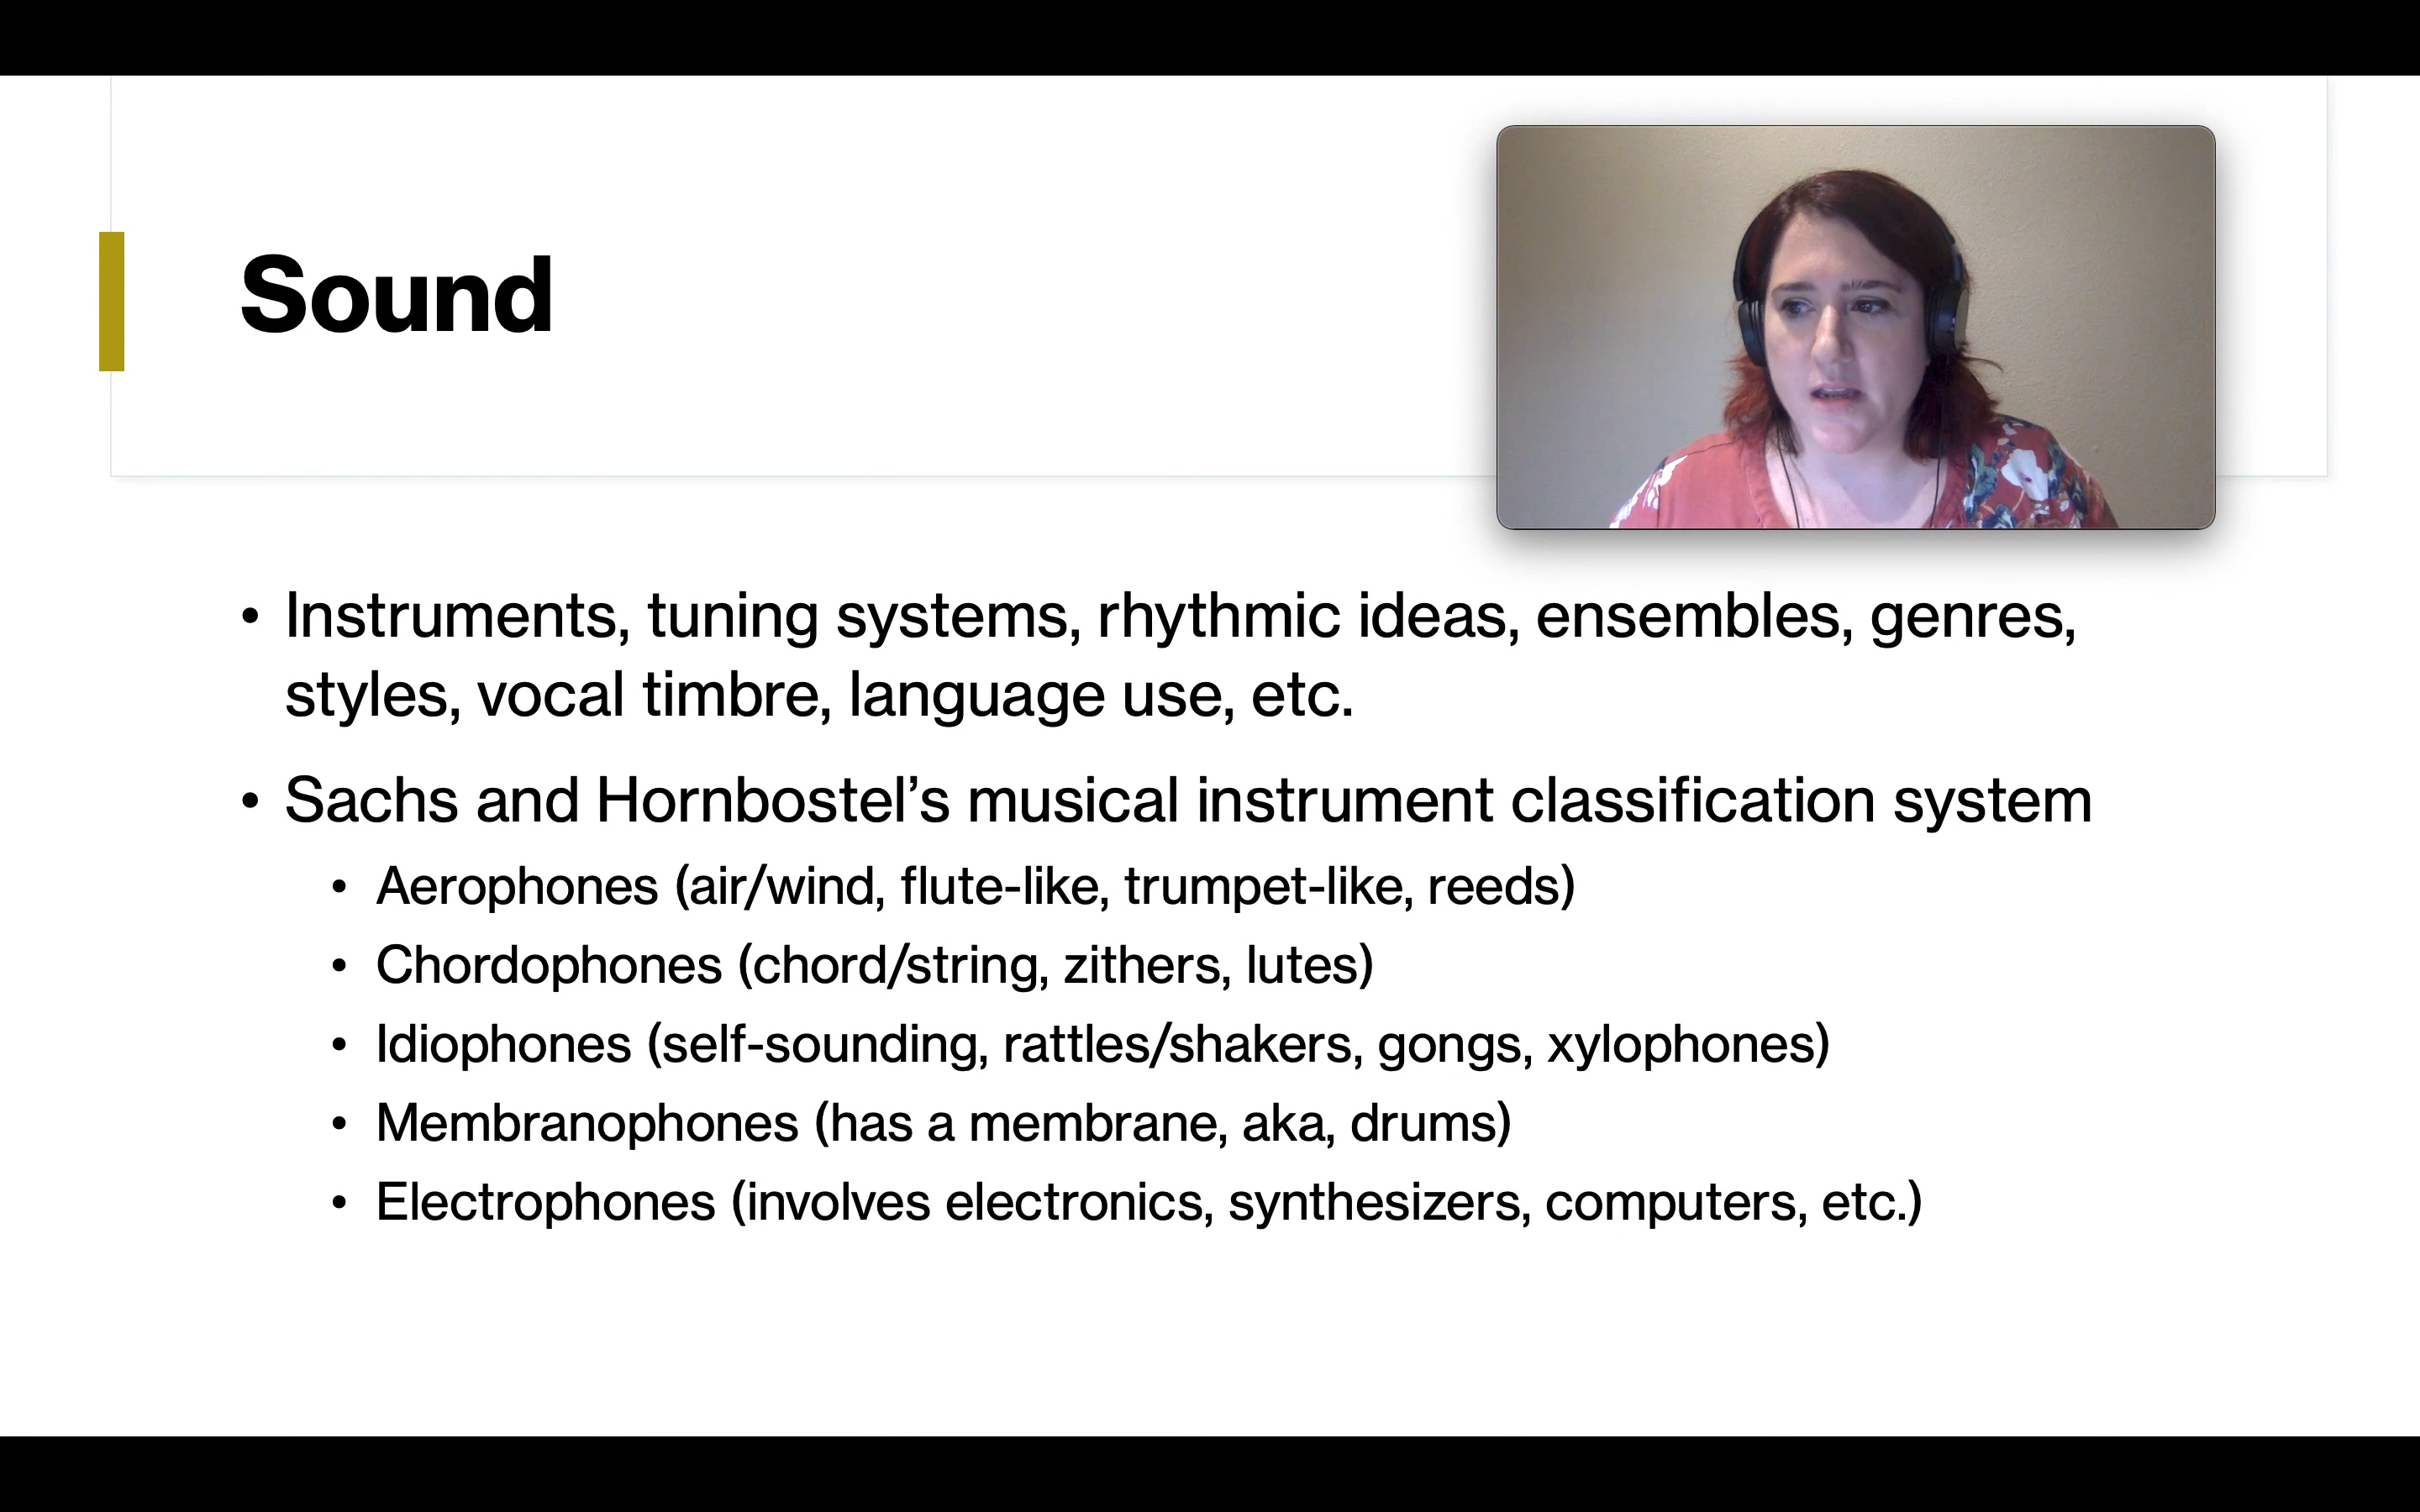 Sound
• Instruments, tuning systems, rhythmic ideas, ensembles, genres,
styles, vocal timbre, language use, etc.
• Sachs and Hornbostel’s musical instrument classification system
• Aerophones (air/wind, flute-like, trumpet-like, reeds)
• Chordophones (chord/string, zithers, lutes)
• Idiophones (self-sounding, rattles/shakers, gongs, xylophones)
• Membranophones (has a membrane, aka, drums)
• Electrophones (involves electronics, synthesizers, computers, etc.)